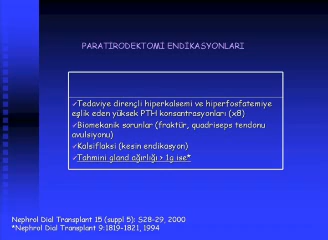 PARATİRODEKTOMİ ENDİKASYONLARI
✓Tedaviye dirençli hiperkalsemi ve hiperfosfatemiye
eşlik eden yüksek PTH konsantrasyonları (x8)
✓Biomekanik sorunlar (fraktür, quadriseps tendonu
avulsiyonu)
✓Kalsiflaksi (kesin endikasyon)
✓Tahmini gland ağırlığı > 1g ise*
Nephrol Dial Transplant 15 (suppl 5): S28-29, 2000
*Nephrol Dial Transplant 9:1819-1821, 1994